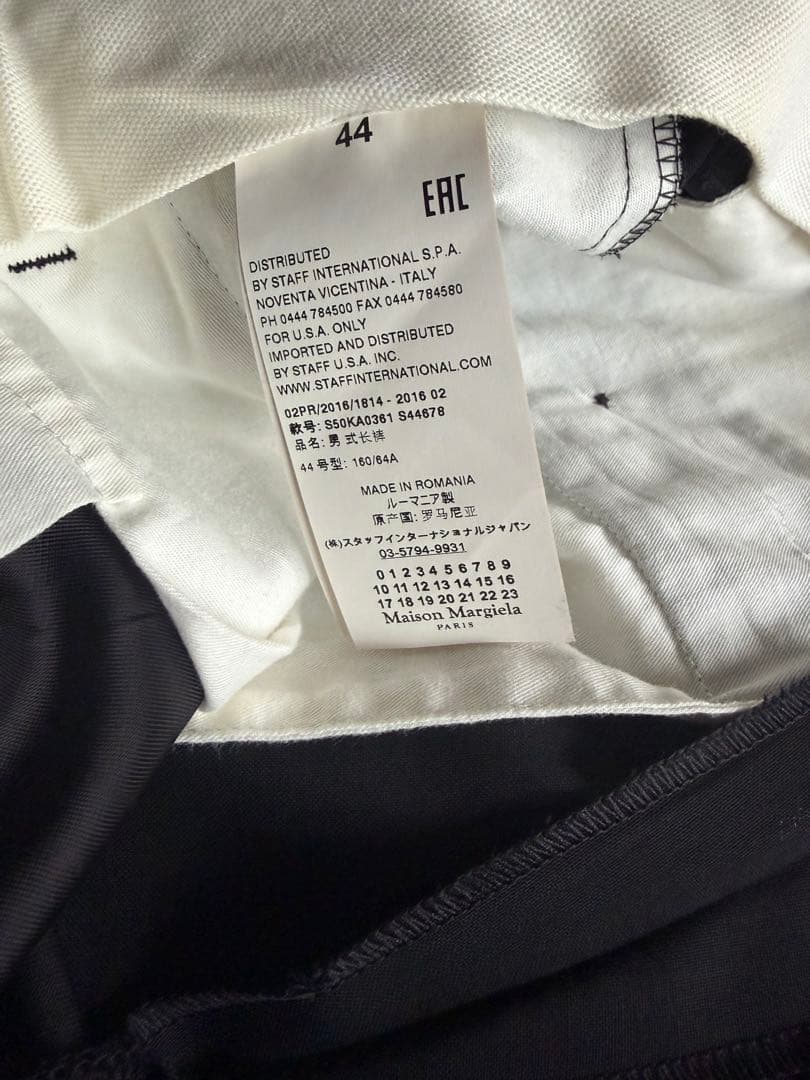 44
EAC
DISTRIBUTED
BY STAFF INTERNATIONAL S.P.A.
NOVENTA VICENTINA - ITALY
PH 0444 784500 FAX 0444 784580
FOR U.S.A. ONLY
IMPORTED AND DISTRIBUTED
BY STAFF U.S.A. INC.
WWW.STAFFINTERNATIONAL.COM
02PR/2016/1814 - 2016 02
款号: S50KA0361 S44678
品名: 男式长裤
44 号型: 160/64A
MADE IN ROMANIA
ルーマニア製
原产国: 罗马尼亚
(株)スタッフインターナショナルジャパン
03-5794-9931
0 1 2 3 4 5 6 7 8 9
10 11 12 13 14 15 16
17 18 19 20 21 22 23
Maison Margiela
PARIS